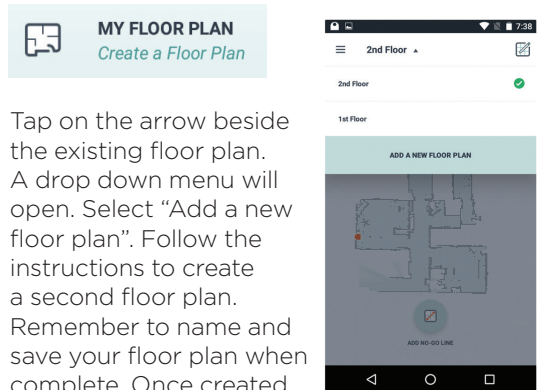 MY FLOOR PLAN
Create a Floor Plan
Tap on the arrow beside
the existing floor plan.
A drop down menu will
open. Select “Add a new
floor plan”. Follow the
instructions to create
a second floor plan.
Remember to name and
save your floor plan when
complete. Once created
7:38
2nd Floor
2nd Floor
1st Floor
ADD A NEW FLOOR PLAN
ADD NO-GO LINE